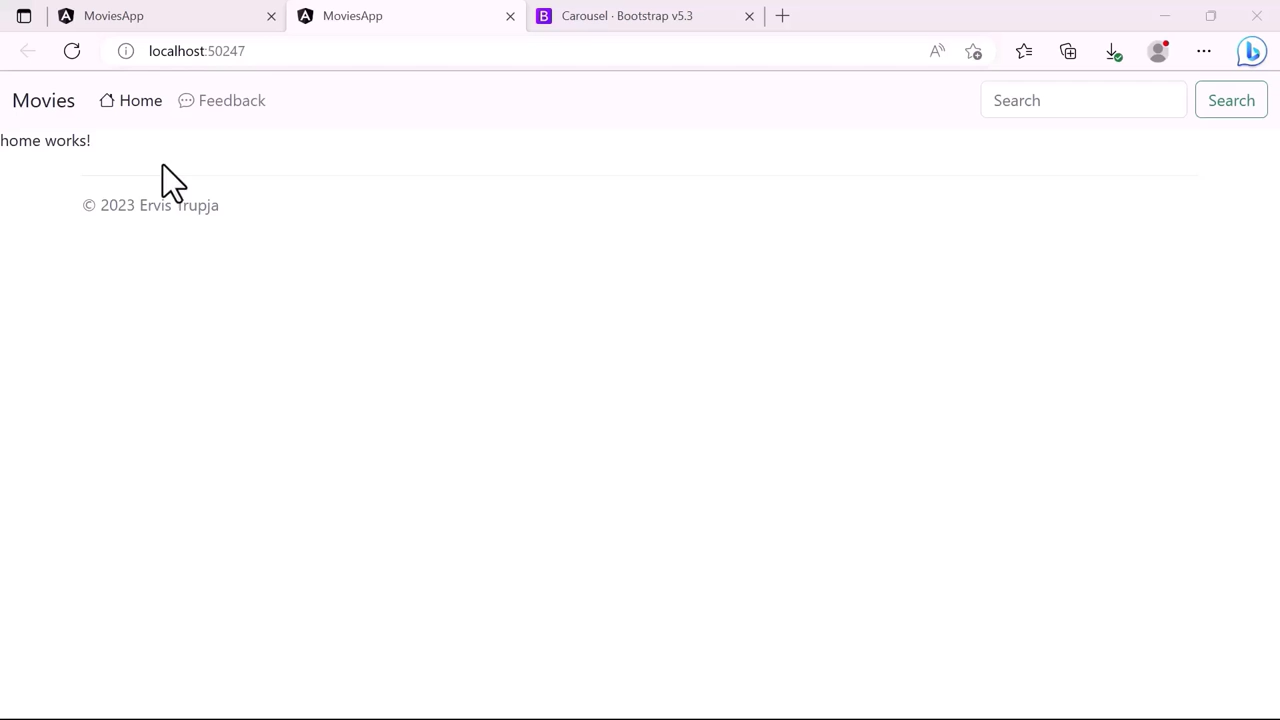 MoviesApp
MoviesApp
Carousel · Bootstrap v5.3
localhost:50247
Movies
Home
Feedback
Search
Search
home works!
© 2023 Ervis Trupja